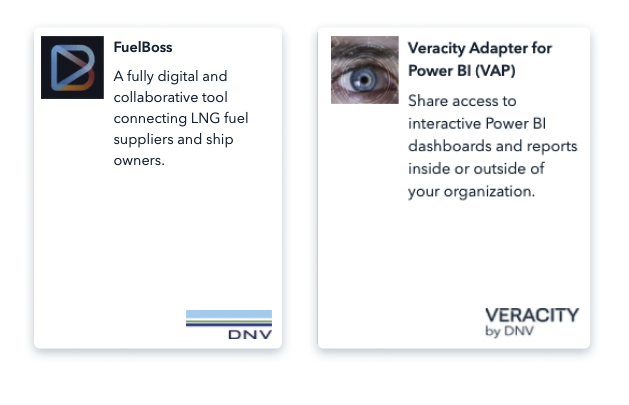 FuelBoss
A fully digital and
collaborative tool
connecting LNG fuel
suppliers and ship
owners.
DNV
Veracity Adapter for
Power BI (VAP)
Share access to
interactive Power BI
dashboards and reports
inside or outside of
your organization.
VERACITY
by DNV